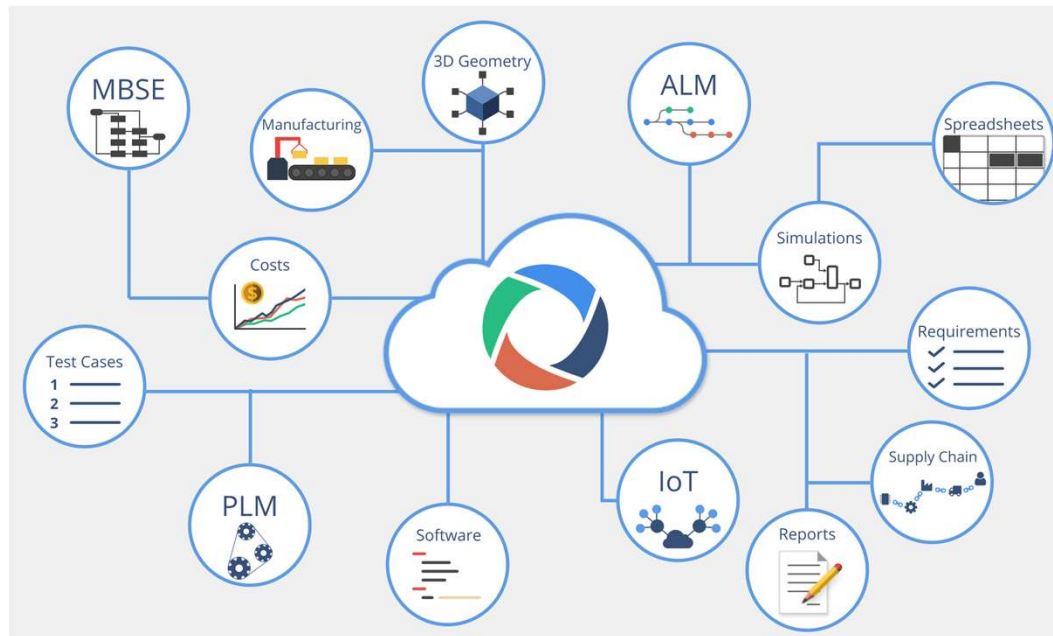 MBSE
Manufacturing
3D Geometry
ALM
Spreadsheets
Simulations
Costs
$
Requirements
Test Cases
1
2
3
Supply Chain
PLM
Software
IoT
Reports